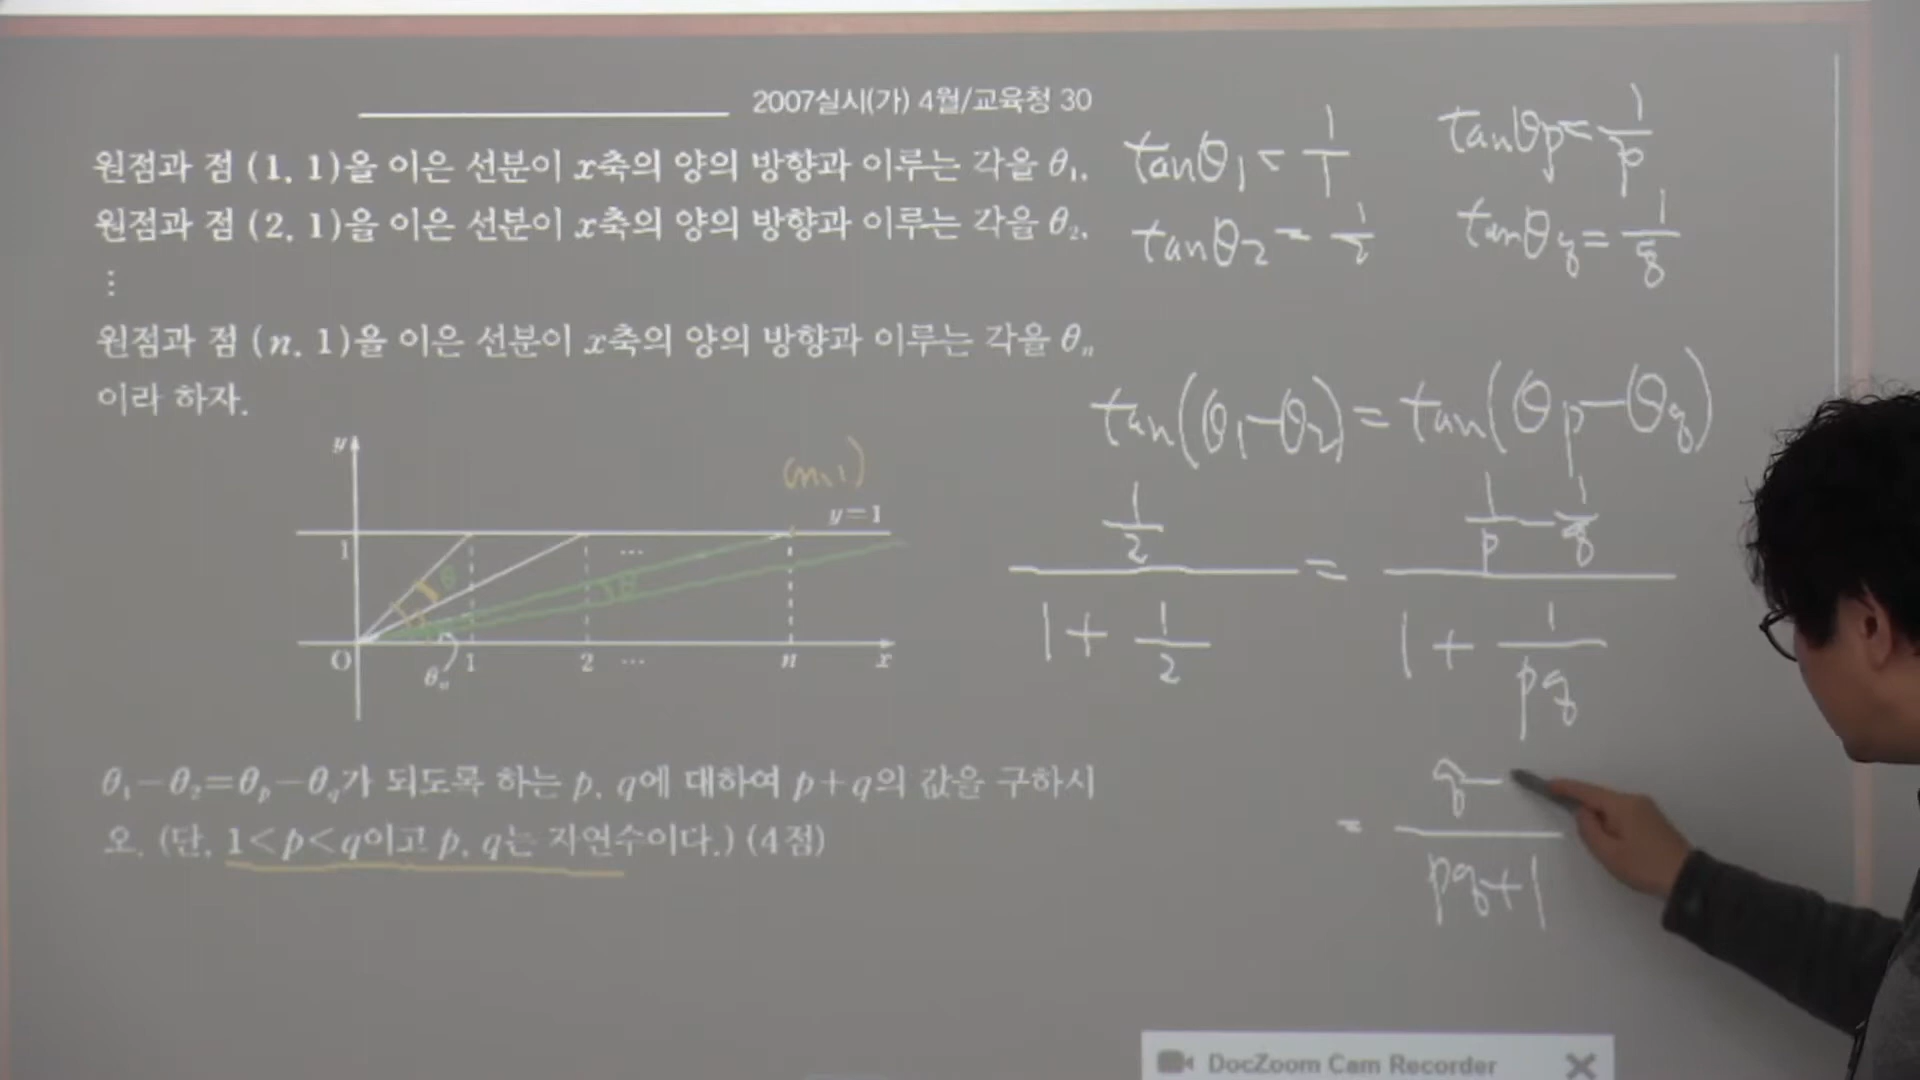 2007실시(가) 4월/교육청 30
원점과 점 (1, 1)을 이은 선분이 x축의 양의 방향과 이루는 각을 θ₁,
원점과 점 (2, 1)을 이은 선분이 x축의 양의 방향과 이루는 각을 θ₂,
⋮
원점과 점 (n, 1)을 이은 선분이 x축의 양의 방향과 이루는 각을 θₙ
이라 하자.
y
(n, 1)
y=1
1
...
θ
θ
O
θₙ
1
2
...
n
x
θ₁-θ₂=θₚ-θ_q가 되도록 하는 p, q에 대하여 p+q의 값을 구하시
오. (단, 1<p<q이고 p, q는 자연수이다.) (4점)
tanθ₁ = 1/1
tanθₚ = 1/p
tanθ₂ = 1/2
tanθ_q = 1/q
tan(θ₁-θ₂) = tan(θₚ-θ_q)
1/2 = 1/p - 1/q
1 + 1/2
1 + 1/pq
= q-
pq+1
DocZoom Cam Recorder